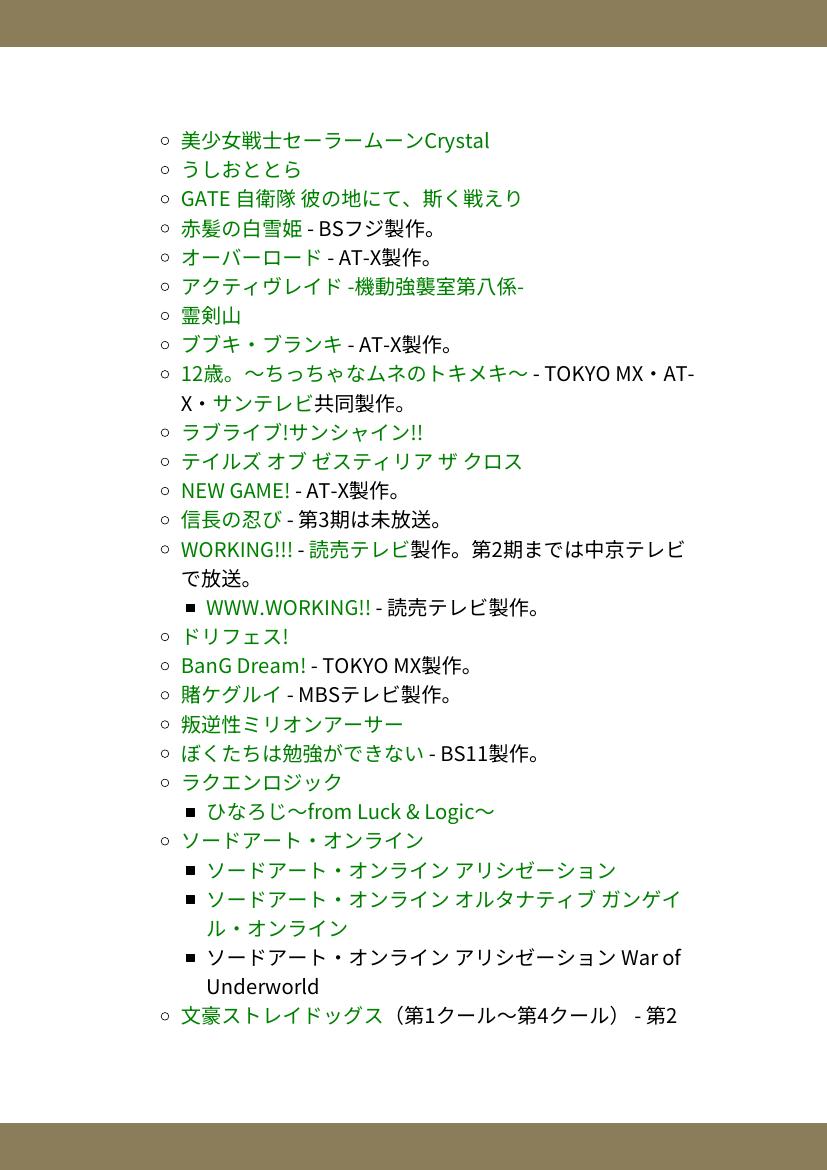 美少女戦士セーラームーンCrystal
うしおととら
GATE 自衛隊 彼の地にて、斯く戦えり
赤髪の白雪姫 - BSフジ製作。
オーバーロード - AT-X製作。
アクティヴレイド -機動強襲室第八係-
霊剣山
ブブキ・ブランキ - AT-X製作。
12歳。〜ちっちゃなムネのトキメキ〜 - TOKYO MX・AT-
X・サンテレビ共同製作。
ラブライブ!サンシャイン!!
テイルズ オブ ゼスティリア ザ クロス
NEW GAME! - AT-X製作。
信長の忍び - 第3期は未放送。
WORKING!!! - 読売テレビ製作。第2期までは中京テレビ
で放送。
WWW.WORKING!! - 読売テレビ製作。
ドリフェス!
BanG Dream! - TOKYO MX製作。
賭ケグルイ - MBSテレビ製作。
叛逆性ミリオンアーサー
ぼくたちは勉強ができない - BS11製作。
ラクエンロジック
ひなろじ〜from Luck & Logic〜
ソードアート・オンライン
ソードアート・オンライン アリシゼーション
ソードアート・オンライン オルタナティブ ガンゲイ
ル・オンライン
ソードアート・オンライン アリシゼーション War of
Underworld
文豪ストレイドッグス（第1クール〜第4クール） - 第2